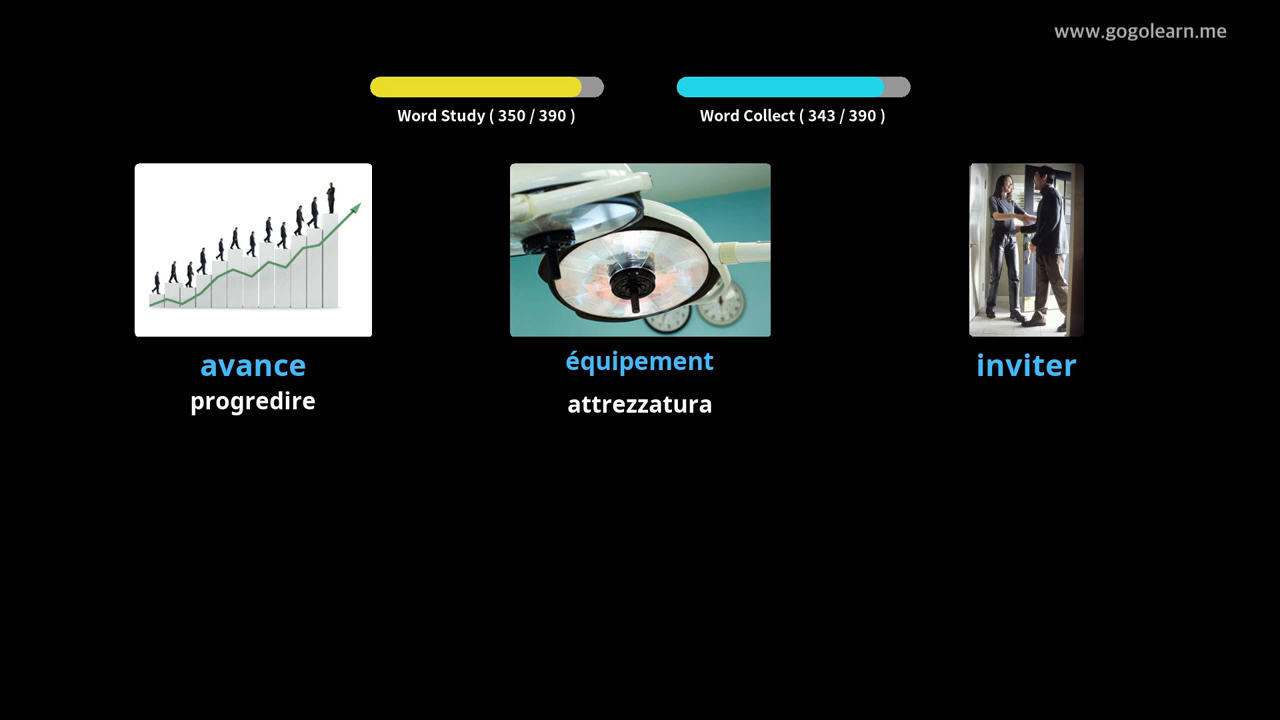 www.gogolearn.me
Word Study ( 350 / 390 )
Word Collect ( 343 / 390 )
avance
progredire
équipement
attrezzatura
inviter